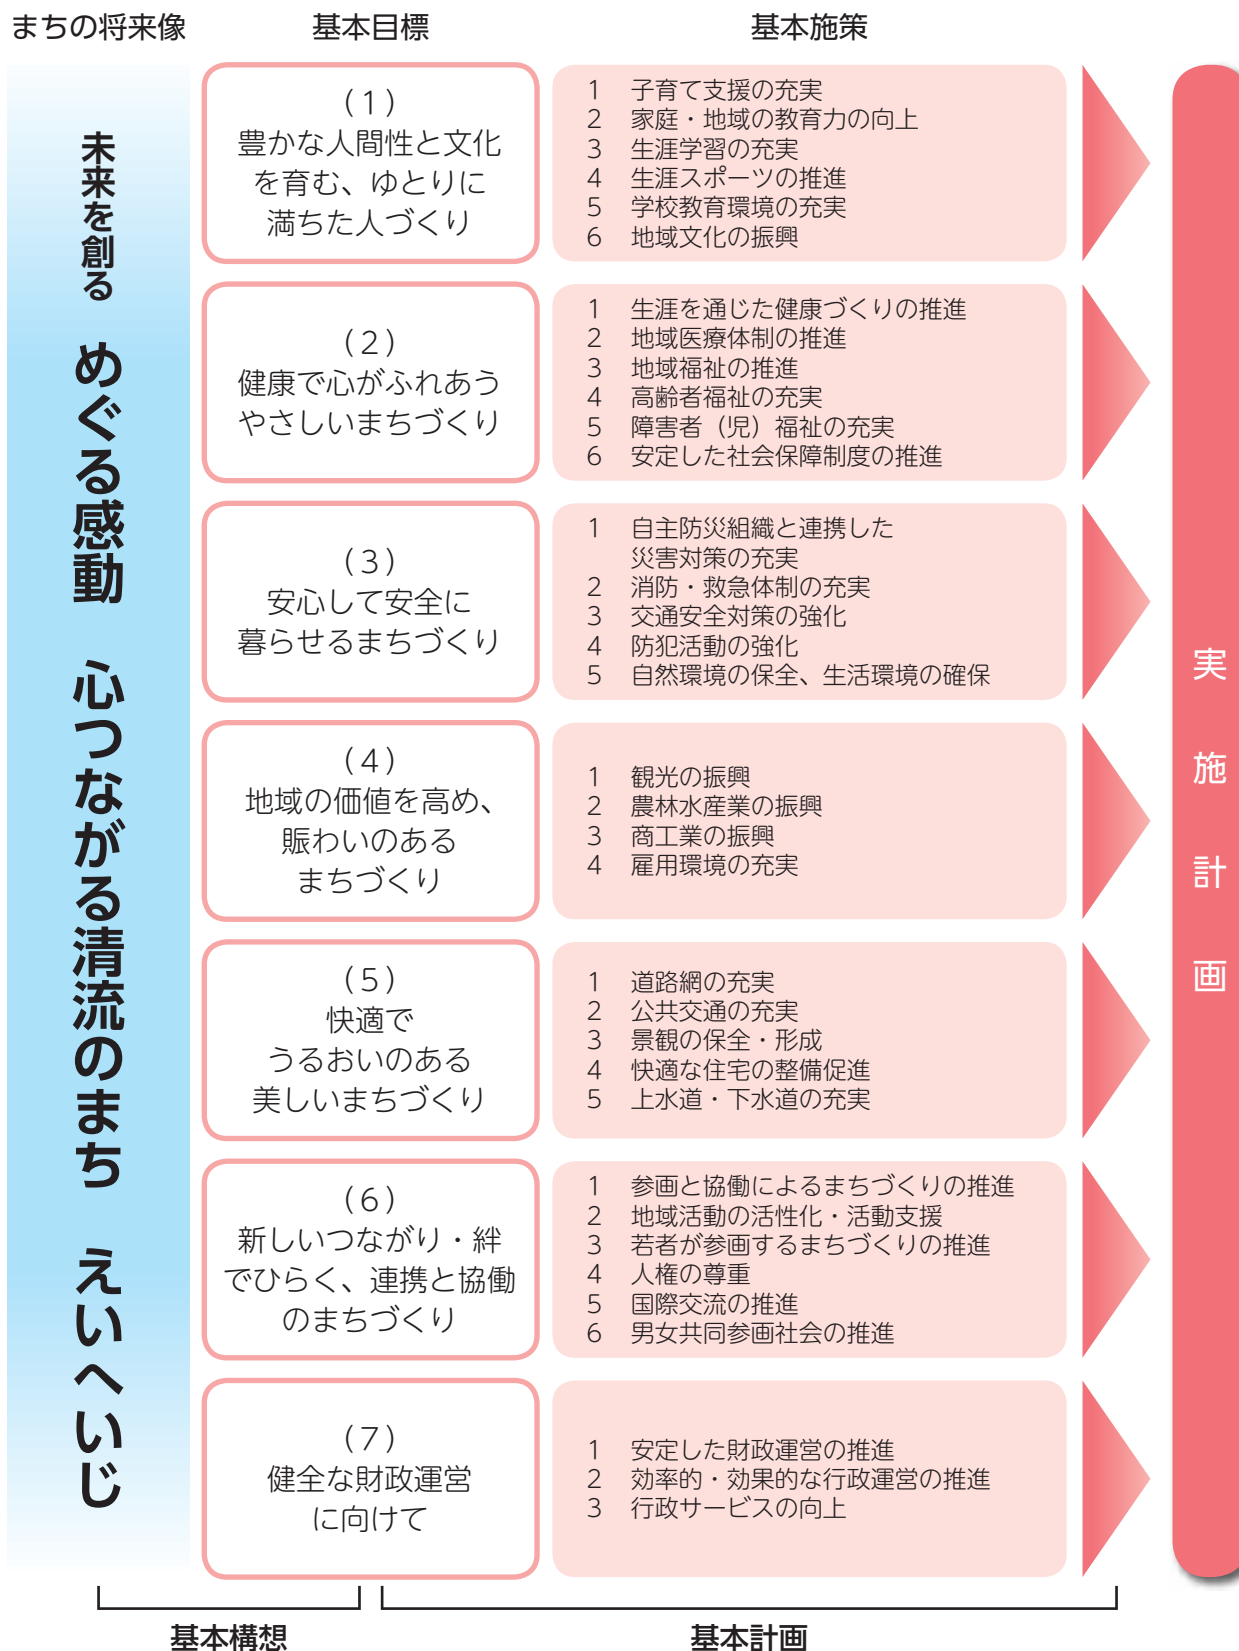 まちの将来像
基本目標
基本施策
未来を創る
めぐる感動　心つながる清流のまち　えいへいじ
(1)
豊かな人間性と文化
を育む、ゆとりに
満ちた人づくり
1　子育て支援の充実
2　家庭・地域の教育力の向上
3　生涯学習の充実
4　生涯スポーツの推進
5　学校教育環境の充実
6　地域文化の振興
(2)
健康で心がふれあう
やさしいまちづくり
1　生涯を通じた健康づくりの推進
2　地域医療体制の推進
3　地域福祉の推進
4　高齢者福祉の充実
5　障害者（児）福祉の充実
6　安定した社会保障制度の推進
(3)
安心して安全に
暮らせるまちづくり
1　自主防災組織と連携した
災害対策の充実
2　消防・救急体制の充実
3　交通安全対策の強化
4　防犯活動の強化
5　自然環境の保全、生活環境の確保
(4)
地域の価値を高め、
賑わいのある
まちづくり
1　観光の振興
2　農林水産業の振興
3　商工業の振興
4　雇用環境の充実
(5)
快適で
うるおいのある
美しいまちづくり
1　道路網の充実
2　公共交通の充実
3　景観の保全・形成
4　快適な住宅の整備促進
5　上水道・下水道の充実
(6)
新しいつながり・絆
でひらく、連携と協働
のまちづくり
1　参画と協働によるまちづくりの推進
2　地域活動の活性化・活動支援
3　若者が参画するまちづくりの推進
4　人権の尊重
5　国際交流の推進
6　男女共同参画社会の推進
(7)
健全な財政運営
に向けて
1　安定した財政運営の推進
2　効率的・効果的な行政運営の推進
3　行政サービスの向上
実施計画
基本構想
基本計画